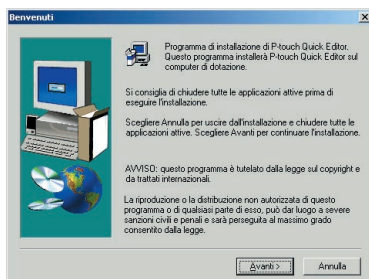 Benvenuti
Programma di installazione di P-touch Quick Editor.
Questo programma installerà P-touch Quick Editor sul
computer di dotazione.
Si consiglia di chiudere tutte le applicazioni attive prima di
eseguire l'installazione.
Scegliere Annulla per uscire dall'installazione e chiudere tutte le
applicazioni attive. Scegliere Avanti per continuare l'installazione.
AVVISO: questo programma è tutelato dalla legge sul copyright e
da trattati internazionali.
La riproduzione o la distribuzione non autorizzata di questo
programma o di qualsiasi parte di esso, può dar luogo a severe
sanzioni civili e penali e sarà perseguita al massimo grado
consentito dalla legge.
Avanti >
Annulla